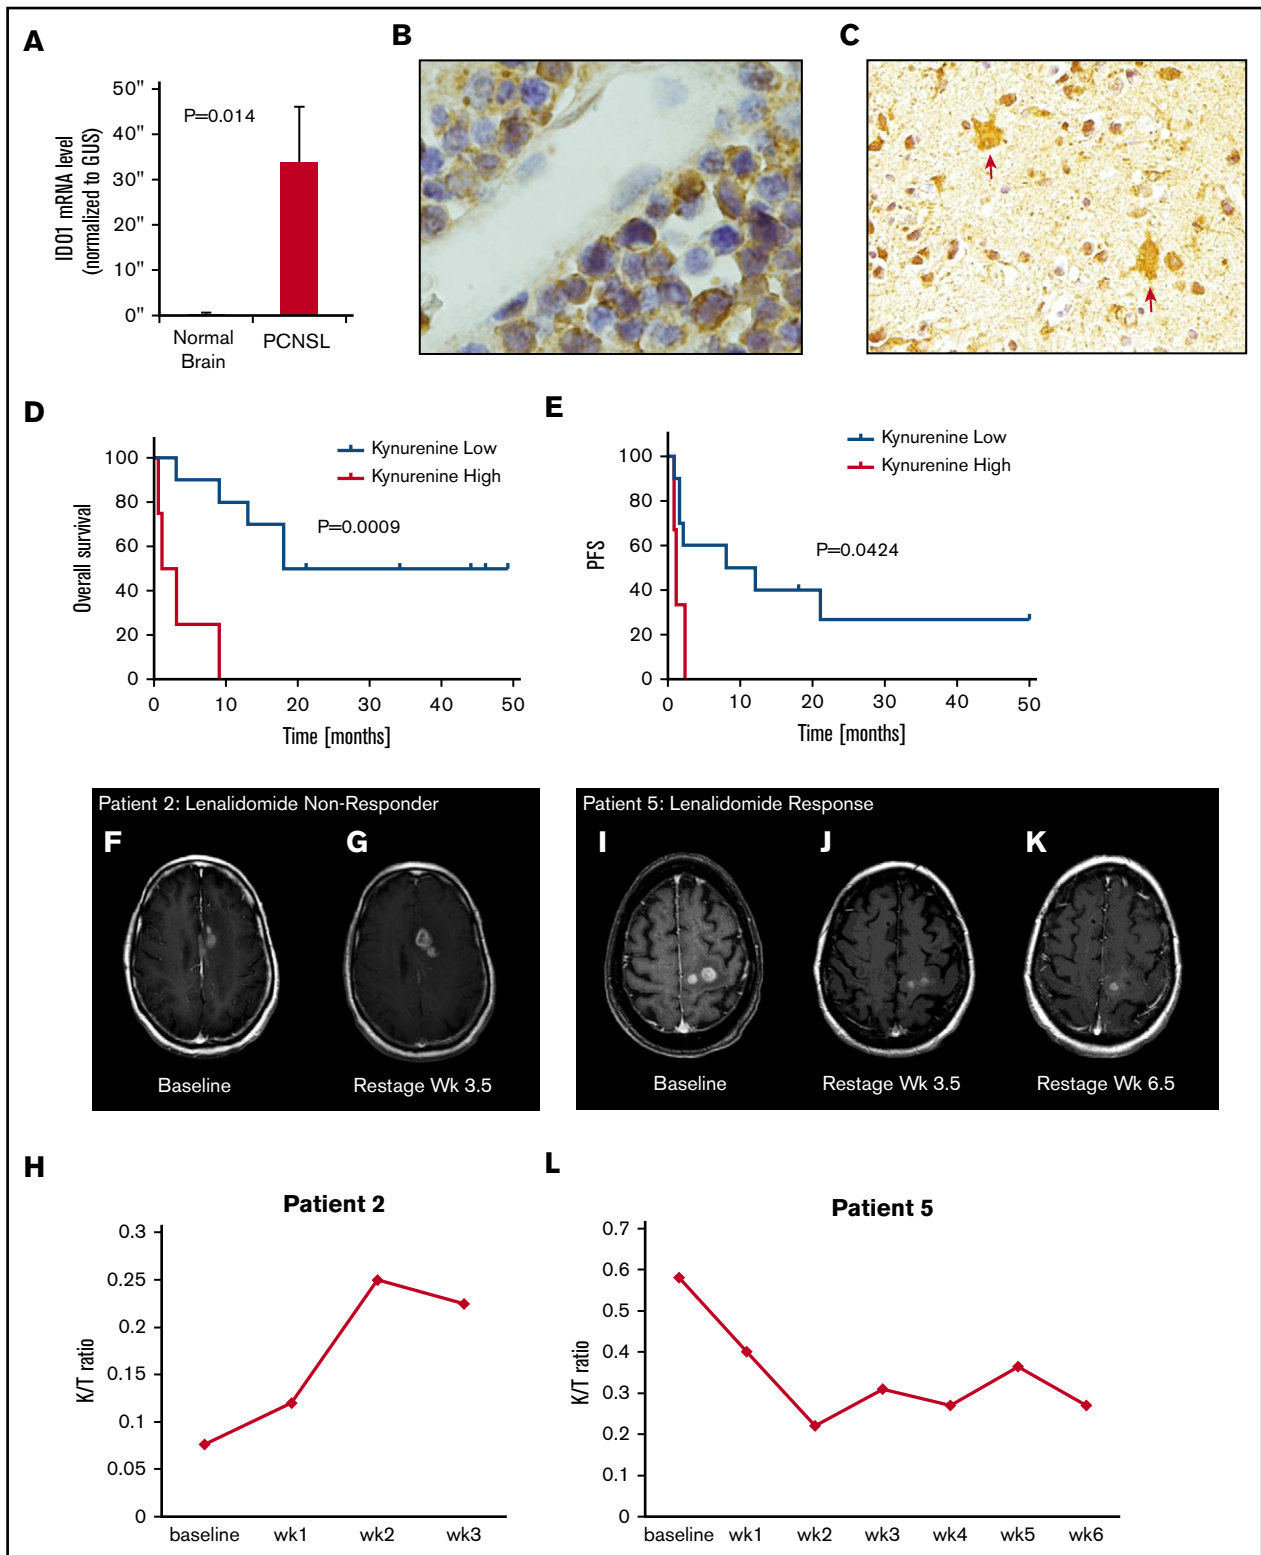 A
50"
40"
30"
20"
10"
0"
IDO1 mRNA level
(normalized to GUS)
P=0.014
Normal
Brain
PCNSL
B
C
D
100
80
60
40
20
0
Overall survival
Kynurenine Low
Kynurenine High
P=0.0009
0 10 20 30 40 50
Time [months]
E
100
80
60
40
20
0
PFS
Kynurenine Low
Kynurenine High
P=0.0424
0 10 20 30 40 50
Time [months]
Patient 2: Lenalidomide Non-Responder
F
G
Baseline
Restage Wk 3.5
Patient 5: Lenalidomide Response
I
J
K
Baseline
Restage Wk 3.5
Restage Wk 6.5
H
Patient 2
0.3
0.25
0.2
0.15
0.1
0.05
0
K/T ratio
baseline wk1 wk2 wk3
L
Patient 5
0.7
0.6
0.5
0.4
0.3
0.2
0.1
0
K/T ratio
baseline wk1 wk2 wk3 wk4 wk5 wk6